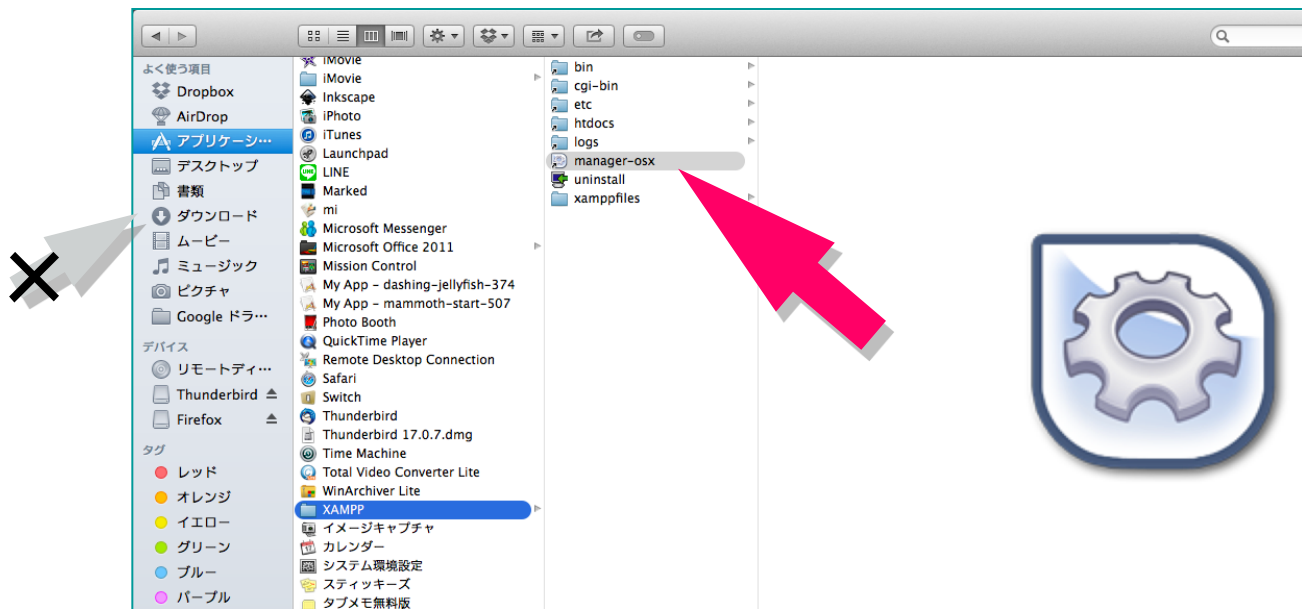 よく使う項目
Dropbox
AirDrop
アプリケーシ…
デスクトップ
書類
ダウンロード
ムービー
ミュージック
ピクチャ
Google ドラ…
デバイス
リモートディ…
Thunderbird
Firefox
タグ
レッド
オレンジ
イエロー
グリーン
ブルー
パープル
iMovie
iMovie
Inkscape
iPhoto
iTunes
Launchpad
LINE
Marked
mi
Microsoft Messenger
Microsoft Office 2011
Mission Control
My App – dashing-jellyfish-374
My App – mammoth-start-507
Photo Booth
QuickTime Player
Remote Desktop Connection
Safari
Switch
Thunderbird
Thunderbird 17.0.7.dmg
Time Machine
Total Video Converter Lite
WinArchiver Lite
XAMPP
イメージキャプチャ
カレンダー
システム環境設定
スティッキーズ
タブメモ無料版
bin
cgi-bin
etc
htdocs
logs
manager-osx
uninstall
xamppfiles